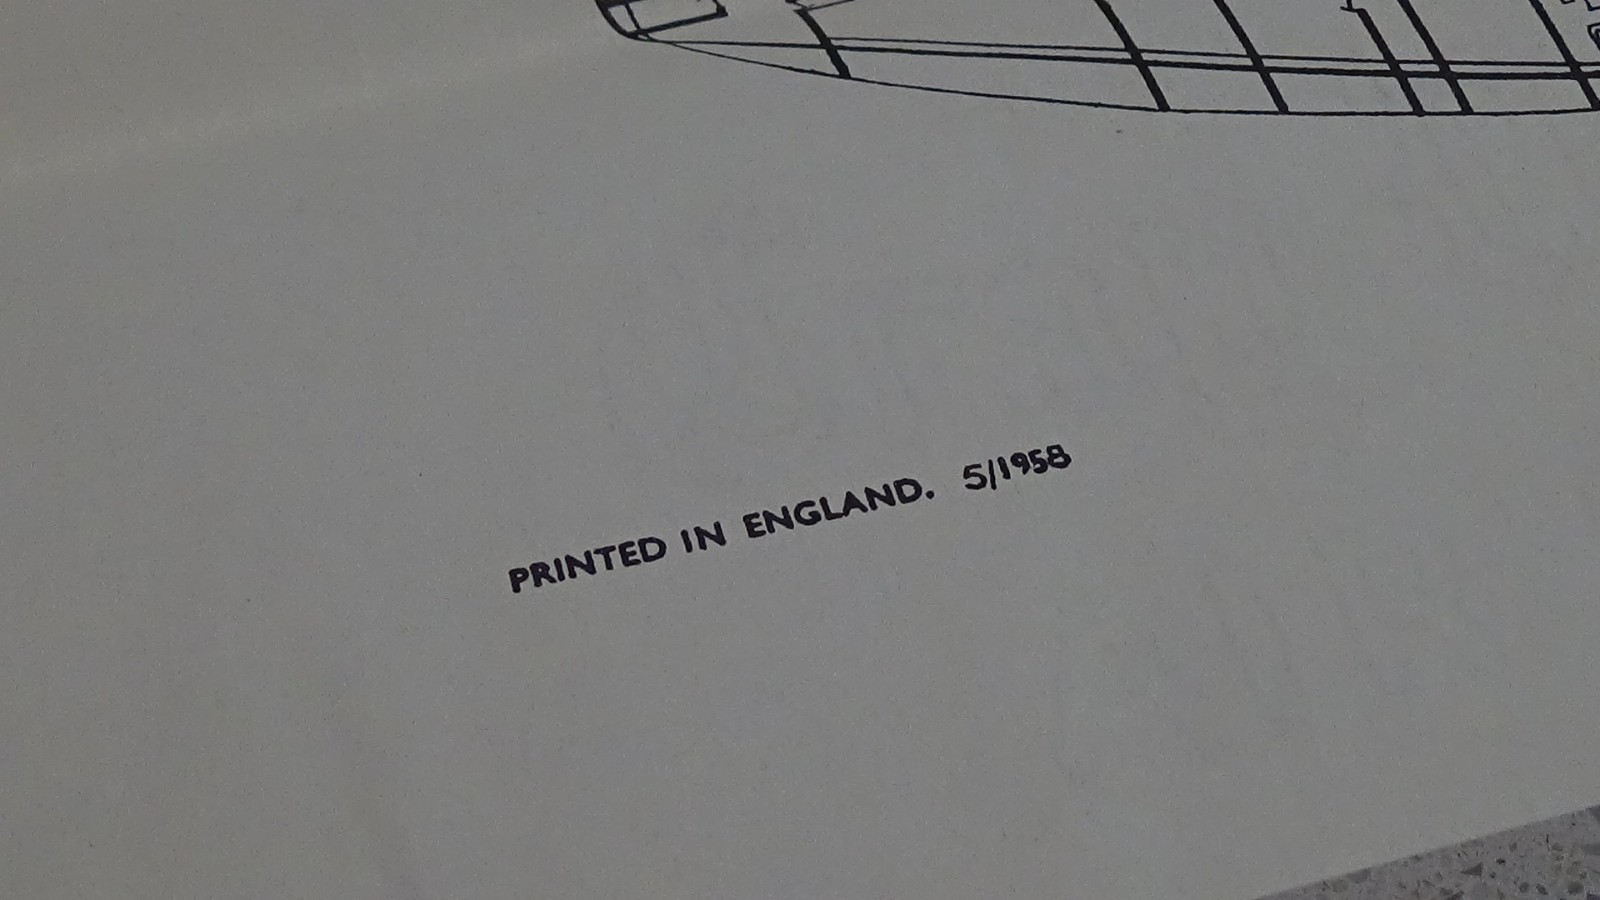 PRINTED IN ENGLAND. 5/1958